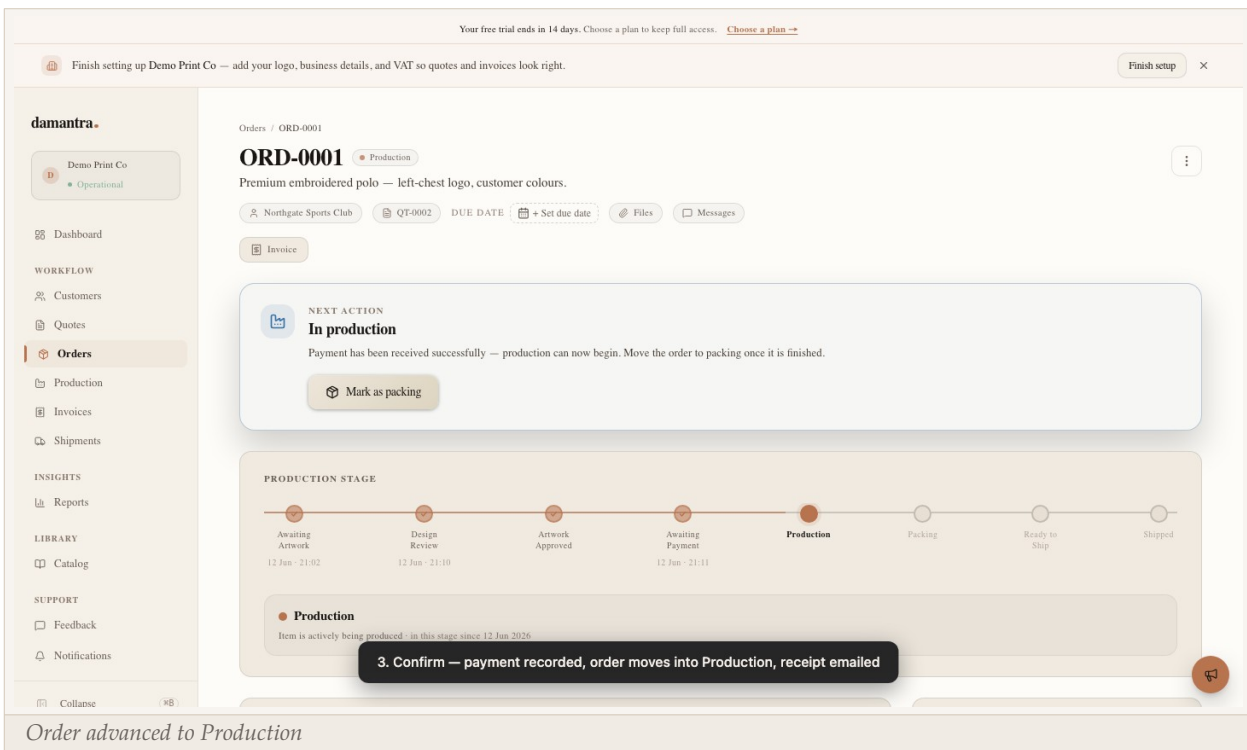 Your free trial ends in 14 days. Choose a plan to keep full access. Choose a plan →
Finish setting up Demo Print Co — add your logo, business details, and VAT so quotes and invoices look right.
Finish setup
damantra.
D
Demo Print Co
Operational
Dashboard
WORKFLOW
Customers
Quotes
Orders
Production
Invoices
Shipments
INSIGHTS
Reports
LIBRARY
Catalog
SUPPORT
Feedback
Notifications
Collapse
⌘B
Orders / ORD-0001
ORD-0001
Production
Premium embroidered polo — left-chest logo, customer colours.
Northgate Sports Club
QT-0002
DUE DATE
+ Set due date
Files
Messages
Invoice
NEXT ACTION
In production
Payment has been received successfully — production can now begin. Move the order to packing once it is finished.
Mark as packing
PRODUCTION STAGE
Awaiting
Artwork
12 Jun · 21:02
Design
Review
12 Jun · 21:10
Artwork
Approved
Awaiting
Payment
12 Jun · 21:11
Production
Packing
Ready to
Ship
Shipped
Production
Item is actively being produced · in this stage since 12 Jun 2026
3. Confirm — payment recorded, order moves into Production, receipt emailed
Order advanced to Production